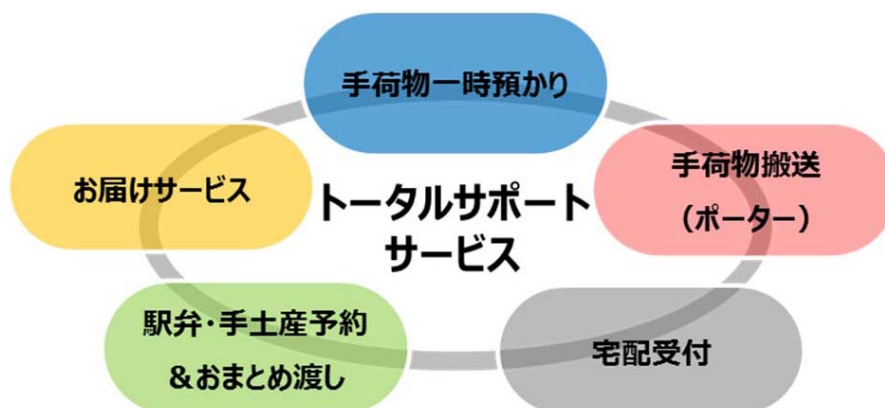 手荷物一時預かり
お届けサービス
トータルサポート
サービス
手荷物搬送
(ポーター)
駅弁・手土産予約
&おまとめ渡し
宅配受付